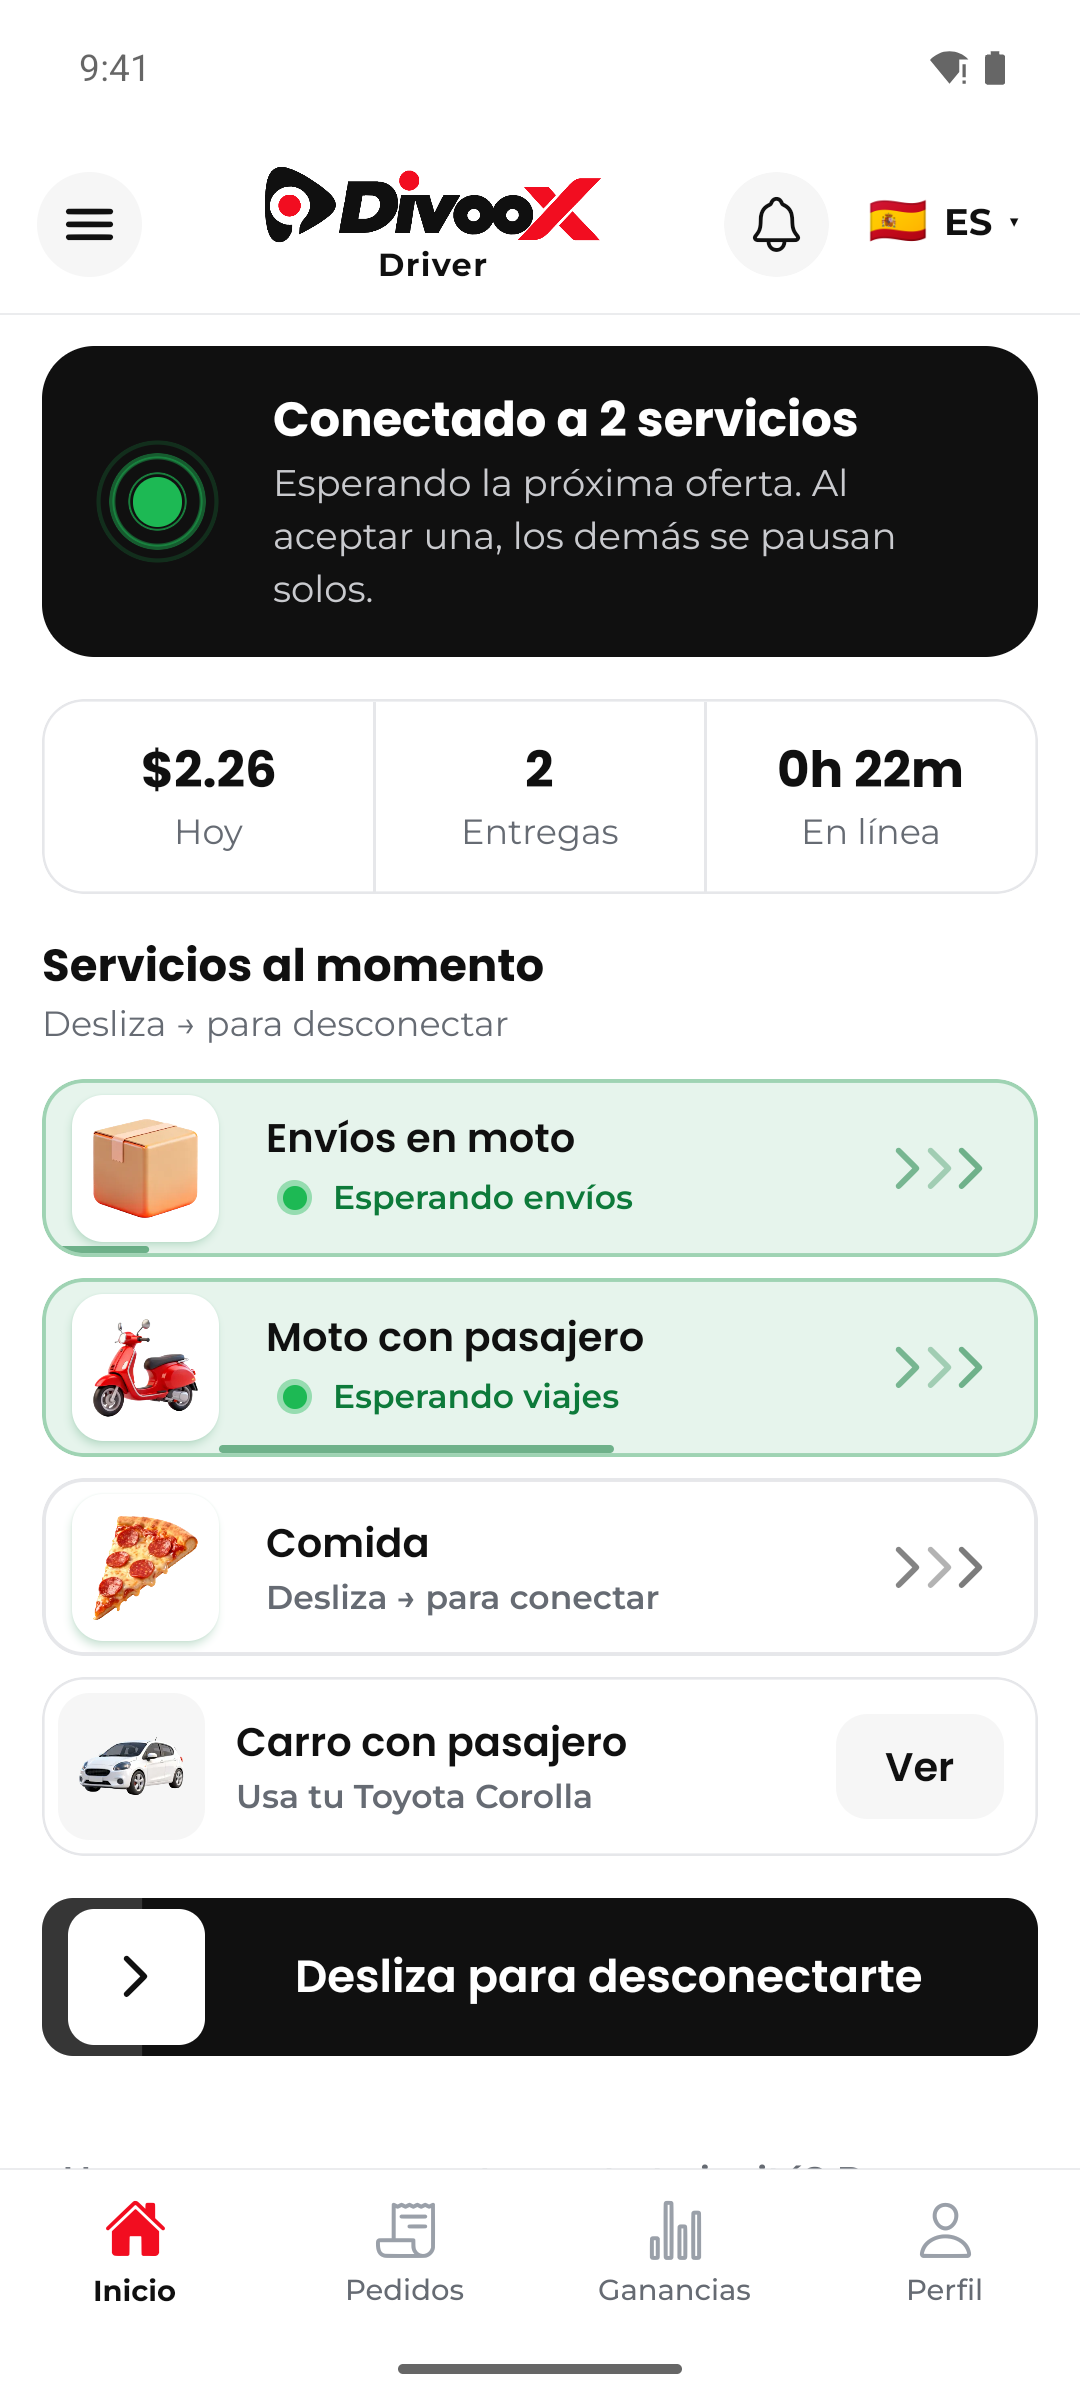 9:41
DivooX
Driver
ES
Conectado a 2 servicios
Esperando la próxima oferta. Al
aceptar una, los demás se pausan
solos.
$2.26
Hoy
2
Entregas
0h 22m
En línea
Servicios al momento
Desliza → para desconectar
Envíos en moto
Esperando envíos
Moto con pasajero
Esperando viajes
Comida
Desliza → para conectar
Carro con pasajero
Usa tu Toyota Corolla
Ver
Desliza para desconectarte
Inicio
Pedidos
Ganancias
Perfil